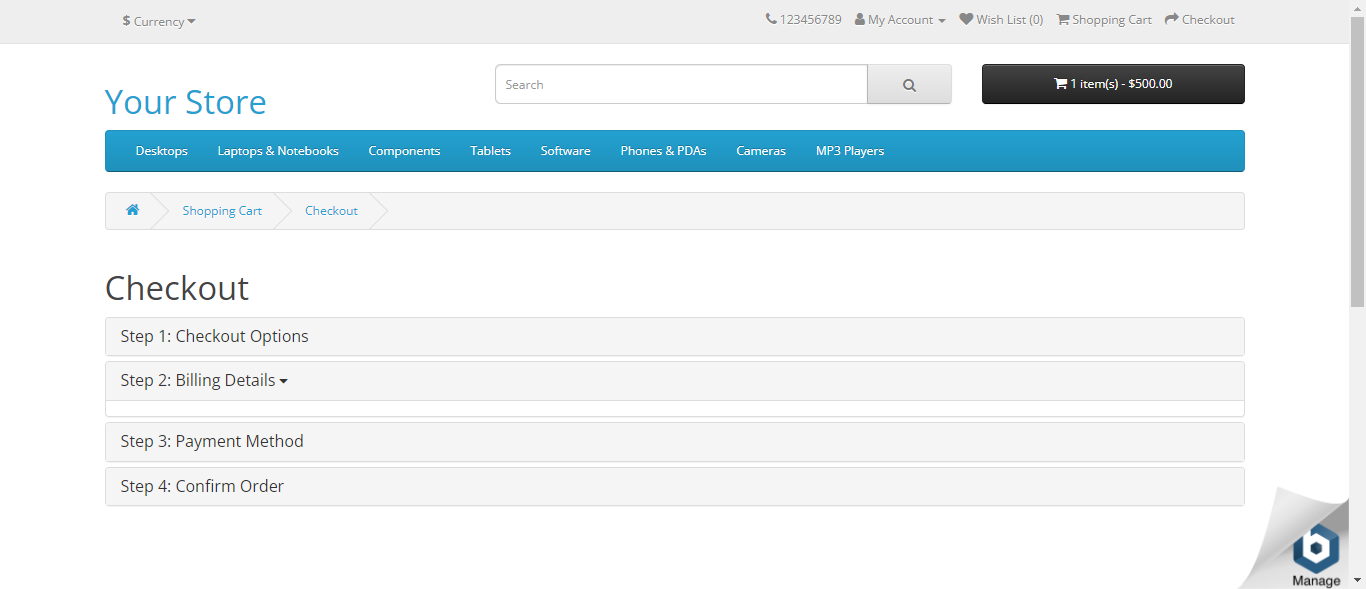 $ Currency
123456789 My Account Wish List (0) Shopping Cart Checkout
Your Store
Search
1 item(s) - $500.00
Desktops Laptops & Notebooks Components Tablets Software Phones & PDAs Cameras MP3 Players
Shopping Cart Checkout
Checkout
Step 1: Checkout Options
Step 2: Billing Details
Step 3: Payment Method
Step 4: Confirm Order
Manage